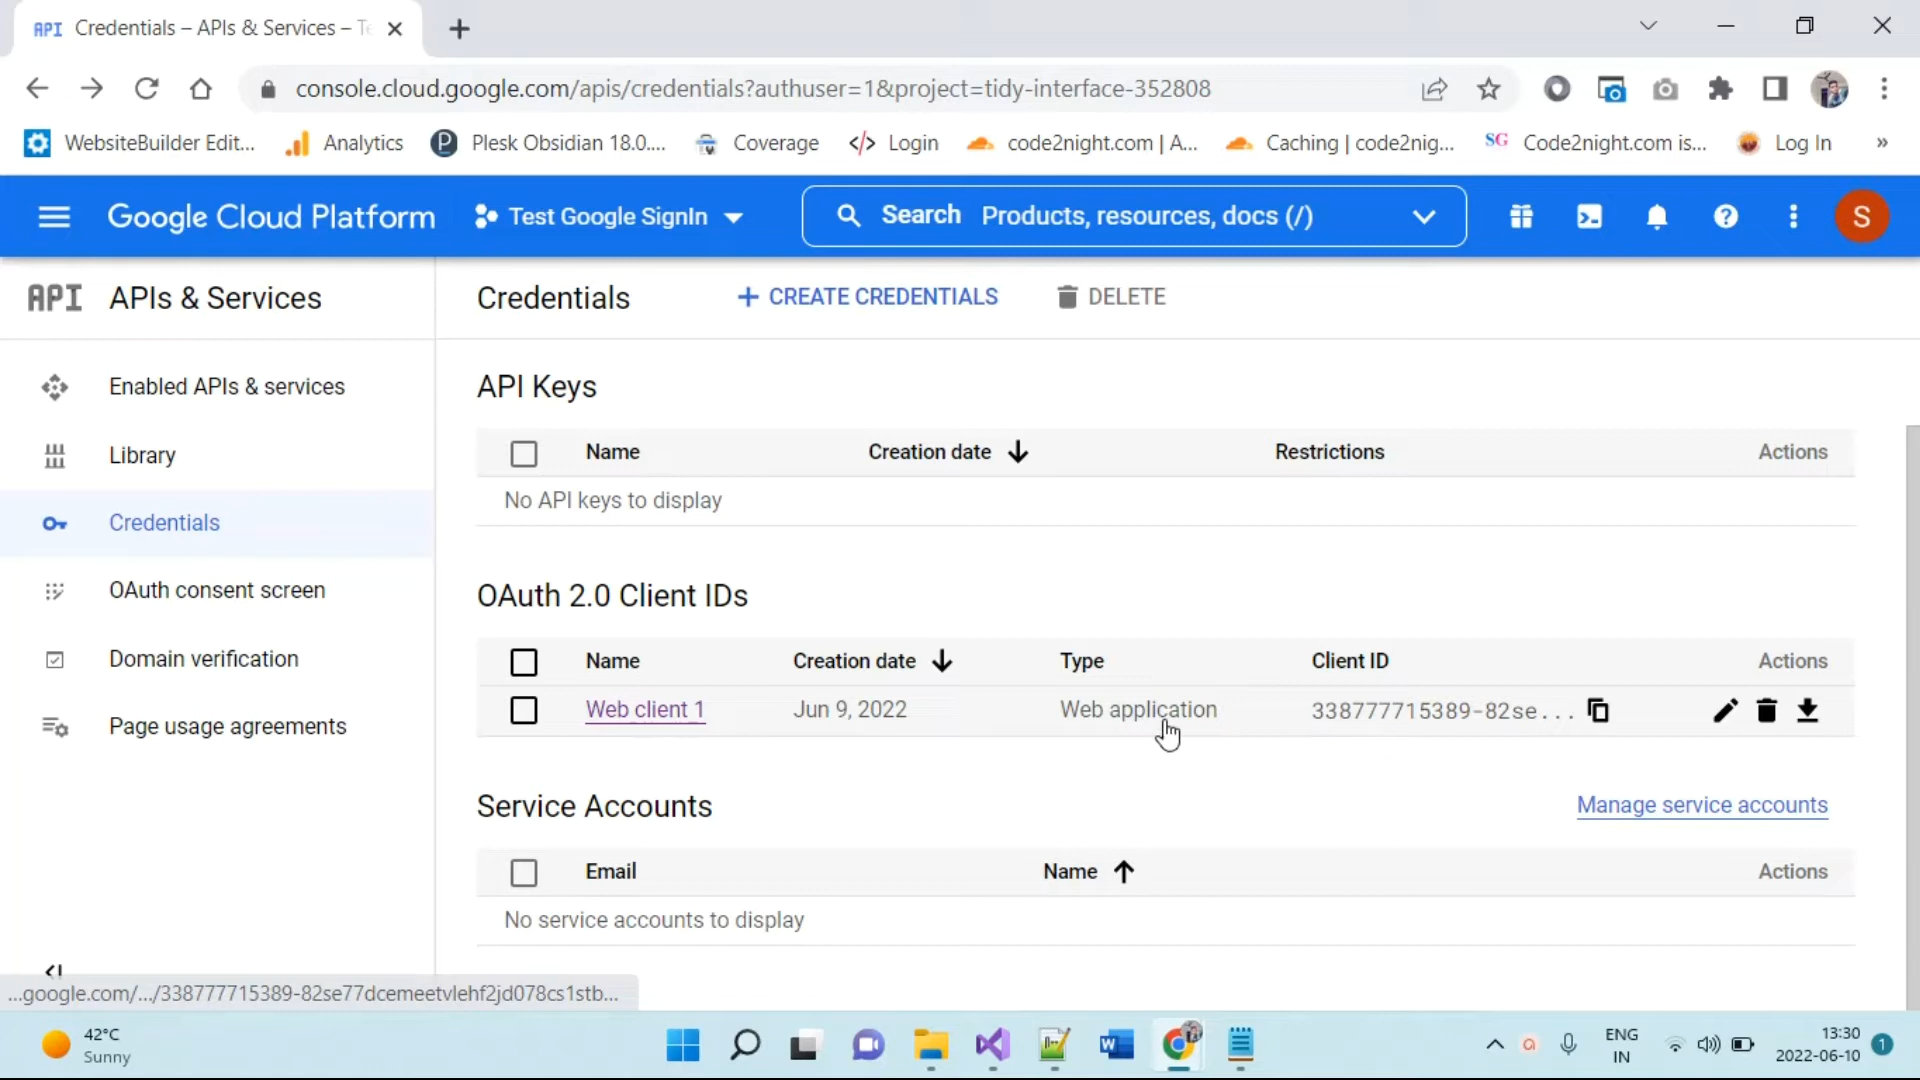 API Credentials – APIs & Services – Te
console.cloud.google.com/apis/credentials?authuser=1&project=tidy-interface-352808
WebsiteBuilder Edit... Analytics P Plesk Obsidian 18.0.... Coverage </> Login code2night.com | A... Caching | code2nig... SG Code2night.com is... Log In »
Google Cloud Platform Test Google SignIn Search Products, resources, docs (/) S
API APIs & Services
Credentials + CREATE CREDENTIALS DELETE
Enabled APIs & services
Library
Credentials
OAuth consent screen
Domain verification
Page usage agreements
API Keys
Name Creation date Restrictions Actions
No API keys to display
OAuth 2.0 Client IDs
Name Creation date Type Client ID Actions
Web client 1 Jun 9, 2022 Web application 338777715389-82se...
Service Accounts Manage service accounts
Email Name Actions
No service accounts to display
...google.com/.../338777715389-82se77dcemeetvlehf2jd078cs1stb...
42°C
Sunny
ENG
IN
13:30
2022-06-10
1